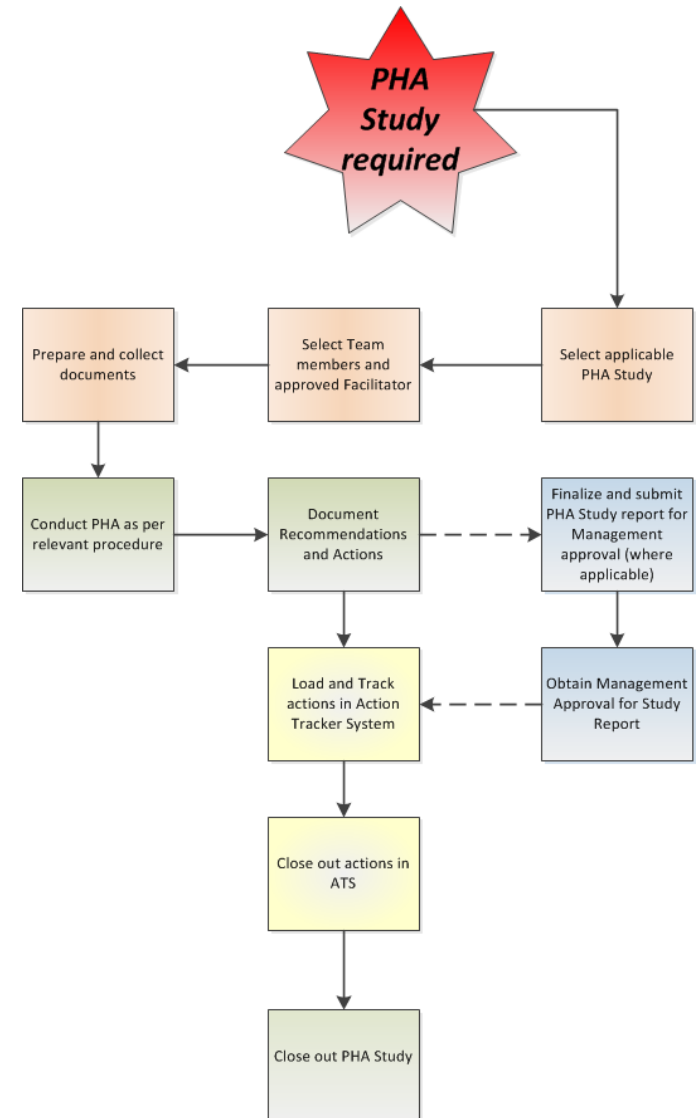 PHA
Study
required
Select applicable
PHA Study
Select Team
members and
approved Facilitator
Prepare and collect
documents
Conduct PHA as per
relevant procedure
Document
Recommendations
and Actions
Finalize and submit
PHA Study report for
Management
approval (where
applicable)
Obtain Management
Approval for Study
Report
Load and Track
actions in Action
Tracker System
Close out actions in
ATS
Close out PHA Study